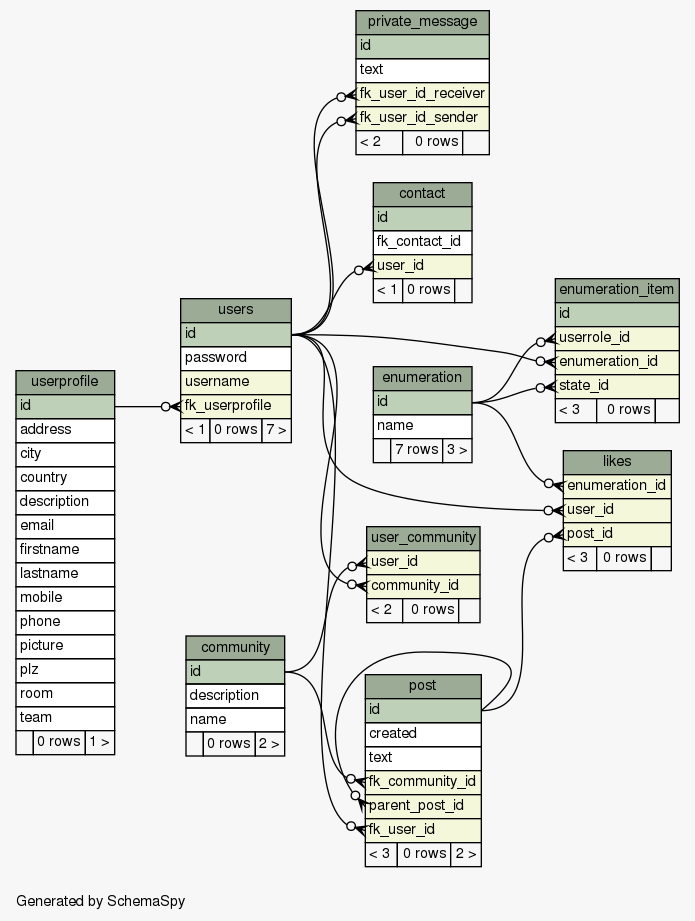 private_message
id
text
fk_user_id_receiver
fk_user_id_sender
< 2 0 rows
contact
id
fk_contact_id
user_id
< 1 0 rows
enumeration_item
id
userrole_id
enumeration_id
state_id
< 3 0 rows
users
id
password
username
fk_userprofile
< 1 0 rows 7 >
userprofile
id
address
city
country
description
email
firstname
lastname
mobile
phone
picture
plz
room
team
0 rows 1 >
enumeration
id
name
7 rows 3 >
likes
enumeration_id
user_id
post_id
< 3 0 rows
user_community
user_id
community_id
< 2 0 rows
community
id
description
name
0 rows 2 >
post
id
created
text
fk_community_id
parent_post_id
fk_user_id
< 3 0 rows 2 >
Generated by SchemaSpy